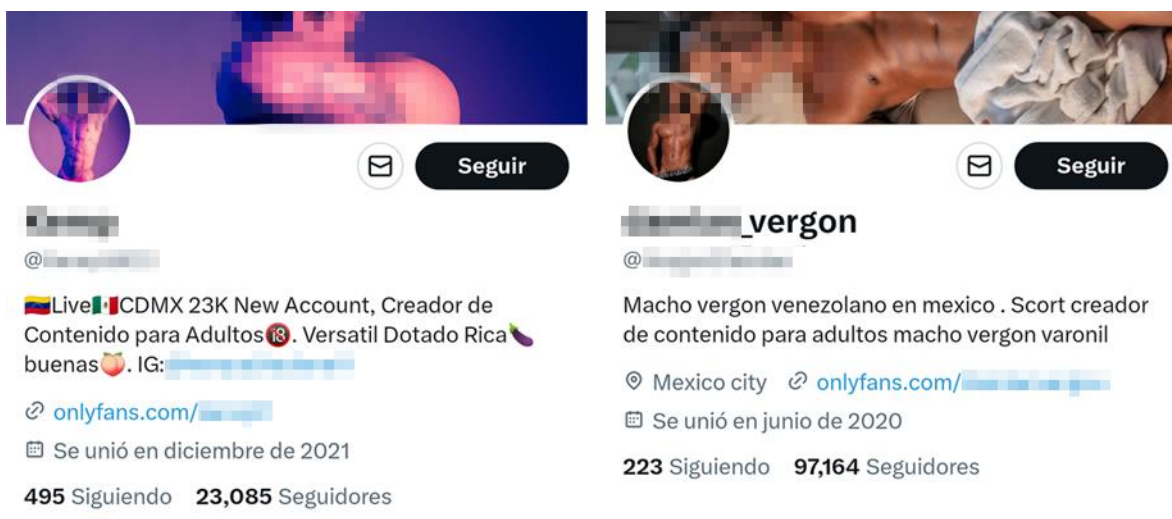 Seguir
@
🇻🇪Live🇲🇽CDMX 23K New Account, Creador de
Contenido para Adultos🔞. Versatil Dotado Rica🍆
buenas🍑. IG:
onlyfans.com/
Se unió en diciembre de 2021
495 Siguiendo 23,085 Seguidores
Seguir
_vergon
@
Macho vergon venezolano en mexico . Scort creador
de contenido para adultos macho vergon varonil
Mexico city onlyfans.com/
Se unió en junio de 2020
223 Siguiendo 97,164 Seguidores